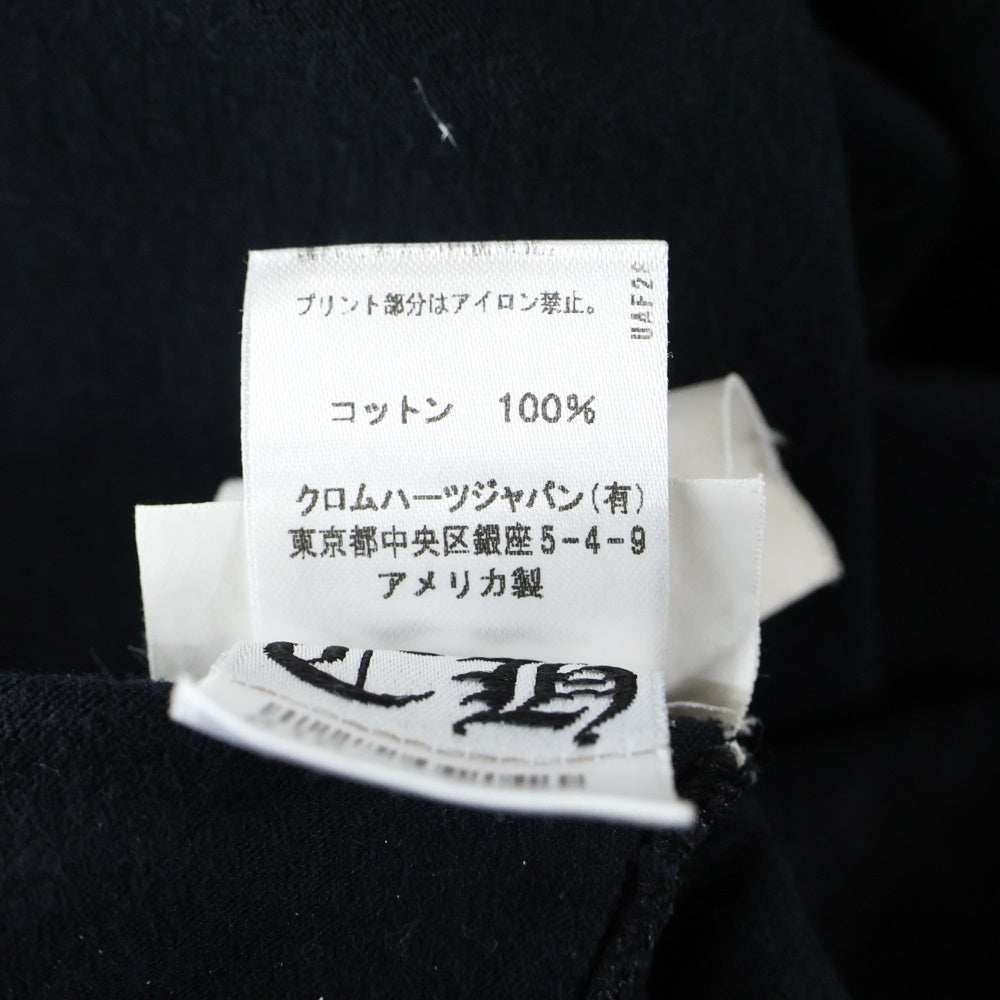 プリント部分はアイロン禁止。
UAF28
コットン 100%
クロムハーツジャパン(有)
東京都中央区銀座5-4-9
アメリカ製